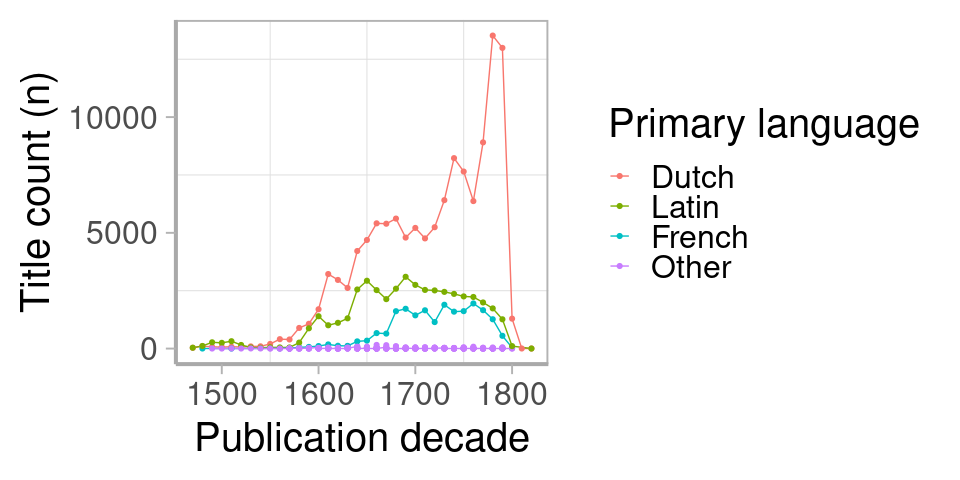 Title count (n)
10000
5000
0
1500 1600 1700 1800
Publication decade
Primary language
Dutch
Latin
French
Other